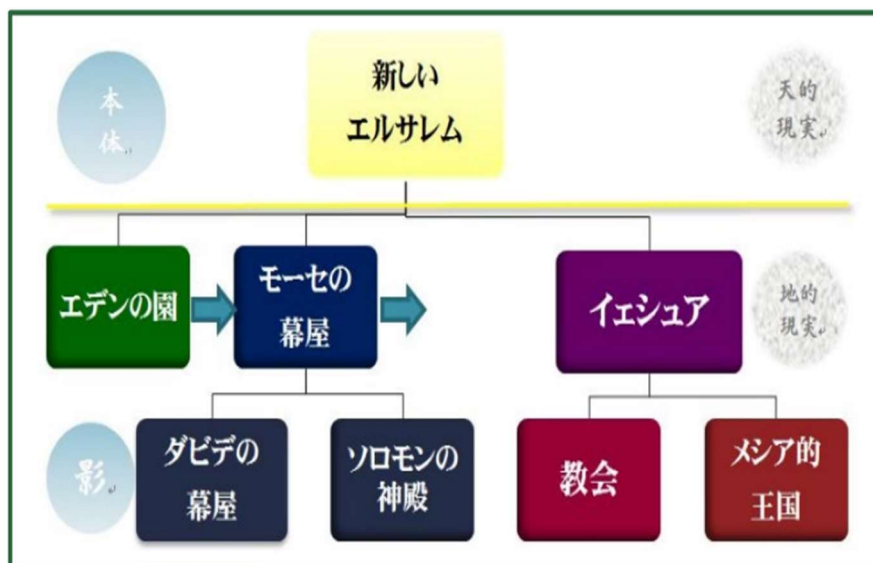 本
体
新しい
エルサレム
天的
現実
エデンの園
モーセの
幕屋
イェシュア
地的
現実
影
ダビデの
幕屋
ソロモンの
神殿
教会
メシア的
王国